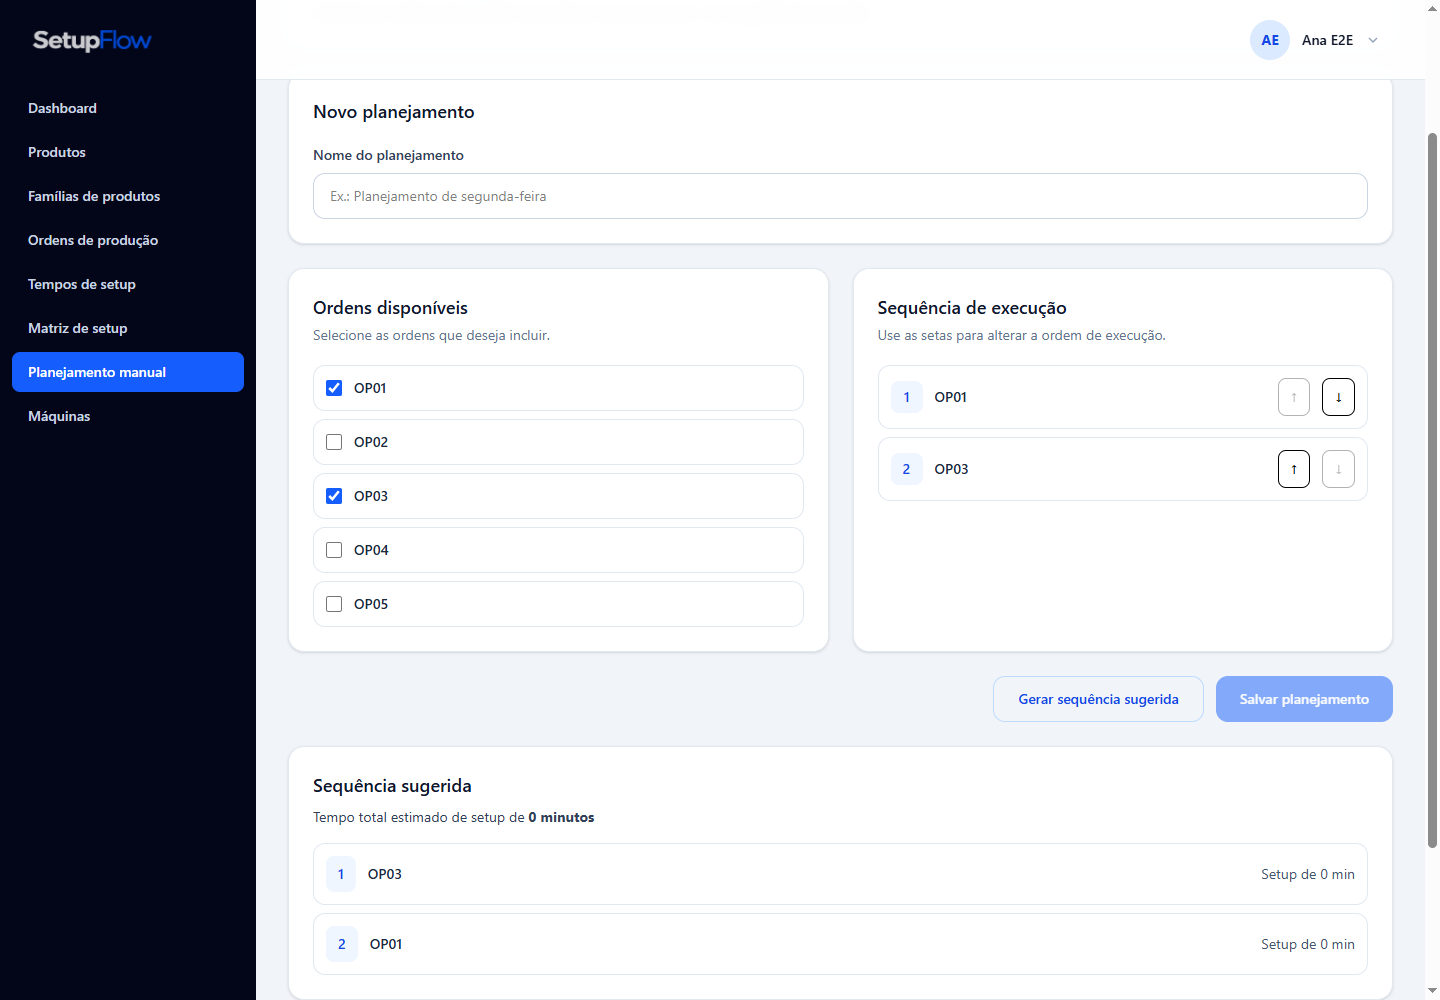 SetupFlow
AE Ana E2E
Dashboard
Produtos
Famílias de produtos
Ordens de produção
Tempos de setup
Matriz de setup
Planejamento manual
Máquinas
Novo planejamento
Nome do planejamento
Ex.: Planejamento de segunda-feira
Ordens disponíveis
Selecione as ordens que deseja incluir.
OP01
OP02
OP03
OP04
OP05
Sequência de execução
Use as setas para alterar a ordem de execução.
1 OP01 ↑ ↓
2 OP03 ↑ ↓
Gerar sequência sugerida
Salvar planejamento
Sequência sugerida
Tempo total estimado de setup de 0 minutos
1 OP03 Setup de 0 min
2 OP01 Setup de 0 min